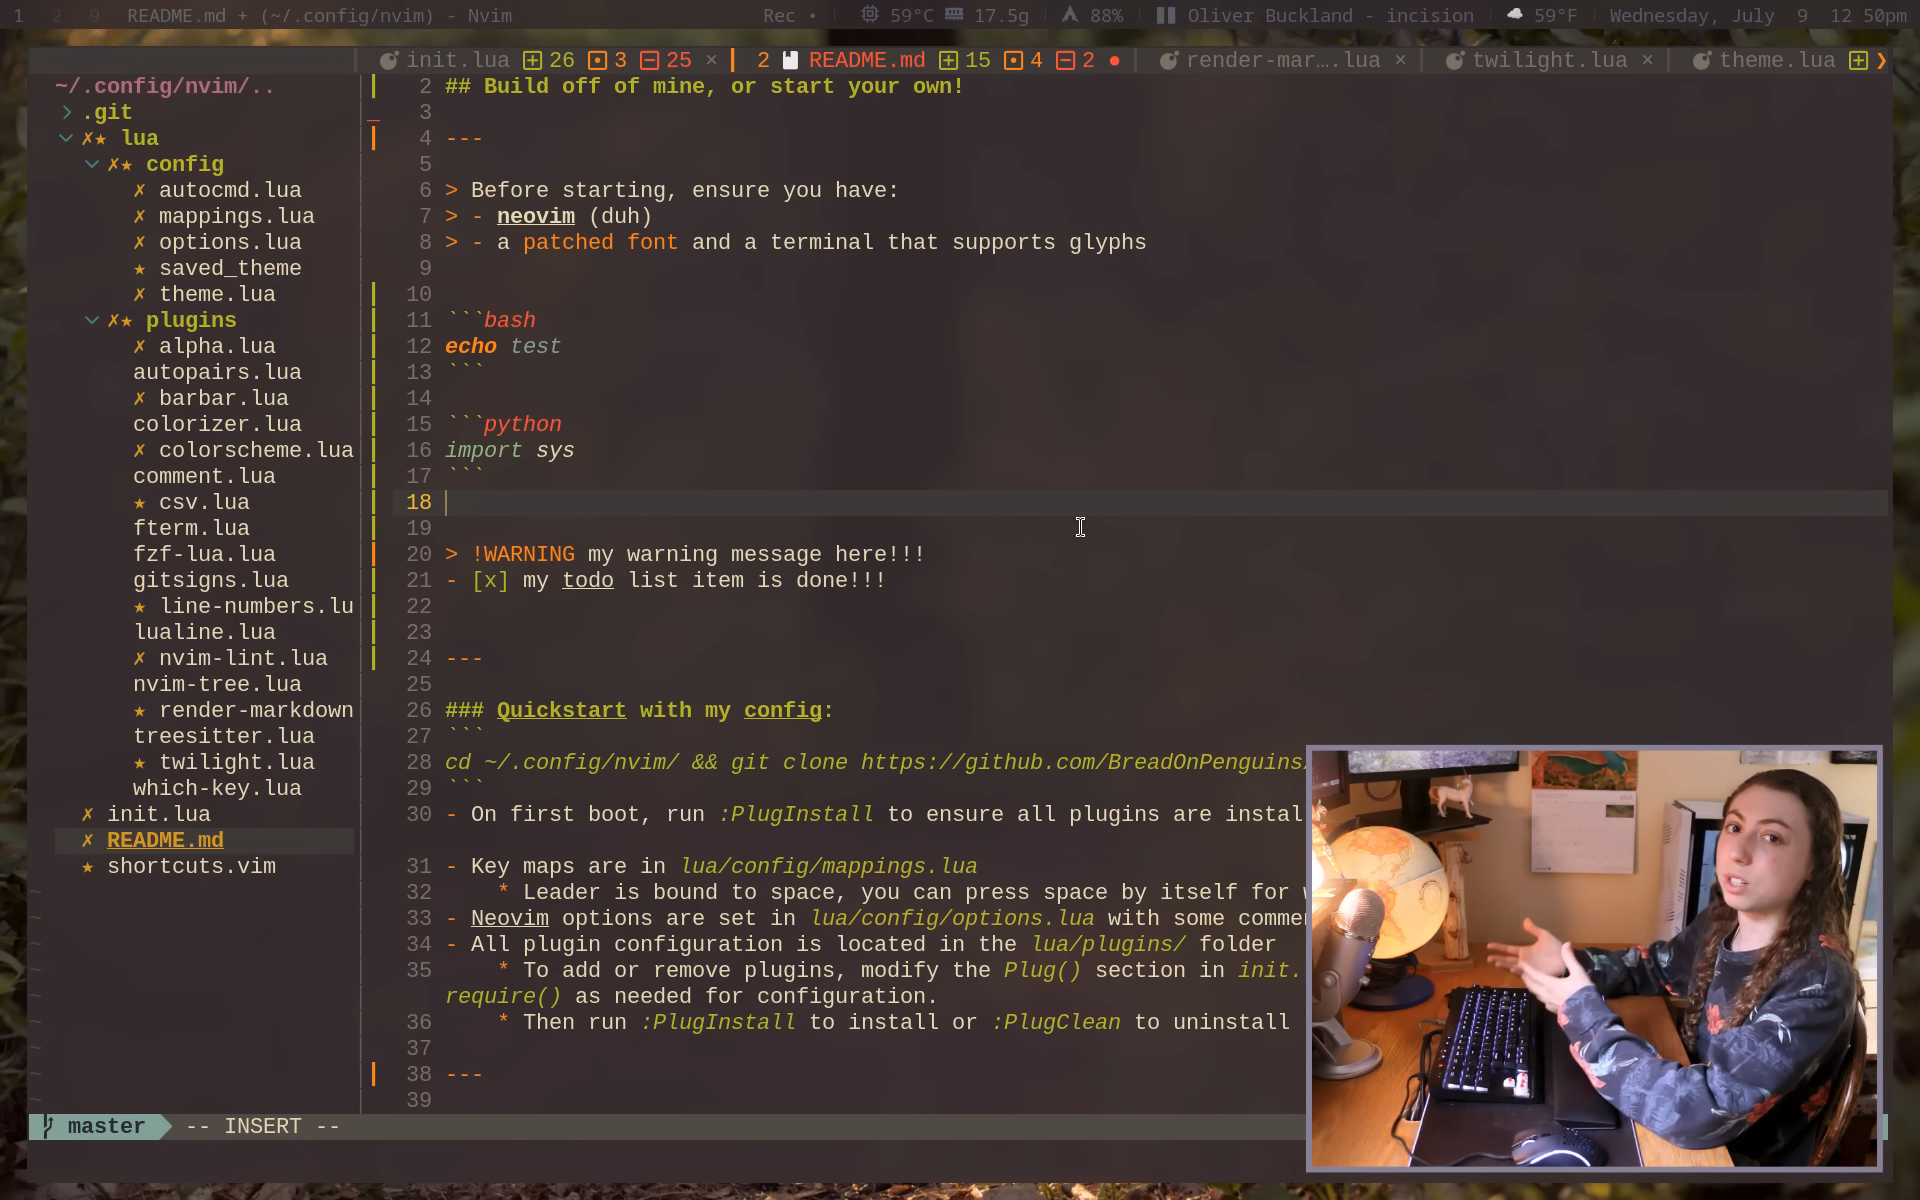 1 2 9 README.md + (~/.config/nvim) - Nvim Rec • 59°C 17.5g 88% Oliver Buckland - incision 59°F Wednesday, July 9 12 50pm
init.lua 26 3 25 × 2 README.md 15 4 2 ● render-mar….lua × twilight.lua × theme.lua
~/.config/nvim/..
.git
✗★ lua
✗★ config
✗ autocmd.lua
✗ mappings.lua
✗ options.lua
★ saved_theme
✗ theme.lua
✗★ plugins
✗ alpha.lua
autopairs.lua
✗ barbar.lua
colorizer.lua
✗ colorscheme.lua
comment.lua
★ csv.lua
fterm.lua
fzf-lua.lua
gitsigns.lua
★ line-numbers.lu
lualine.lua
✗ nvim-lint.lua
nvim-tree.lua
★ render-markdown
treesitter.lua
★ twilight.lua
which-key.lua
✗ init.lua
✗ README.md
★ shortcuts.vim
2 ## Build off of mine, or start your own!
3
4 ---
5
6 > Before starting, ensure you have:
7 > - neovim (duh)
8 > - a patched font and a terminal that supports glyphs
9
10
11 ```bash
12 echo test
13 ```
14
15 ```python
16 import sys
17 ```
18
19
20 > !WARNING my warning message here!!!
21 - [x] my todo list item is done!!!
22
23
24 ---
25
26 ### Quickstart with my config:
27 ```
28 cd ~/.config/nvim/ && git clone https://github.com/BreadOnPenguins
29 ```
30 - On first boot, run :PlugInstall to ensure all plugins are instal
31 - Key maps are in lua/config/mappings.lua
32 * Leader is bound to space, you can press space by itself for
33 - Neovim options are set in lua/config/options.lua with some comme
34 - All plugin configuration is located in the lua/plugins/ folder
35 * To add or remove plugins, modify the Plug() section in init.
require() as needed for configuration.
36 * Then run :PlugInstall to install or :PlugClean to uninstall
37
38 ---
39
master -- INSERT --